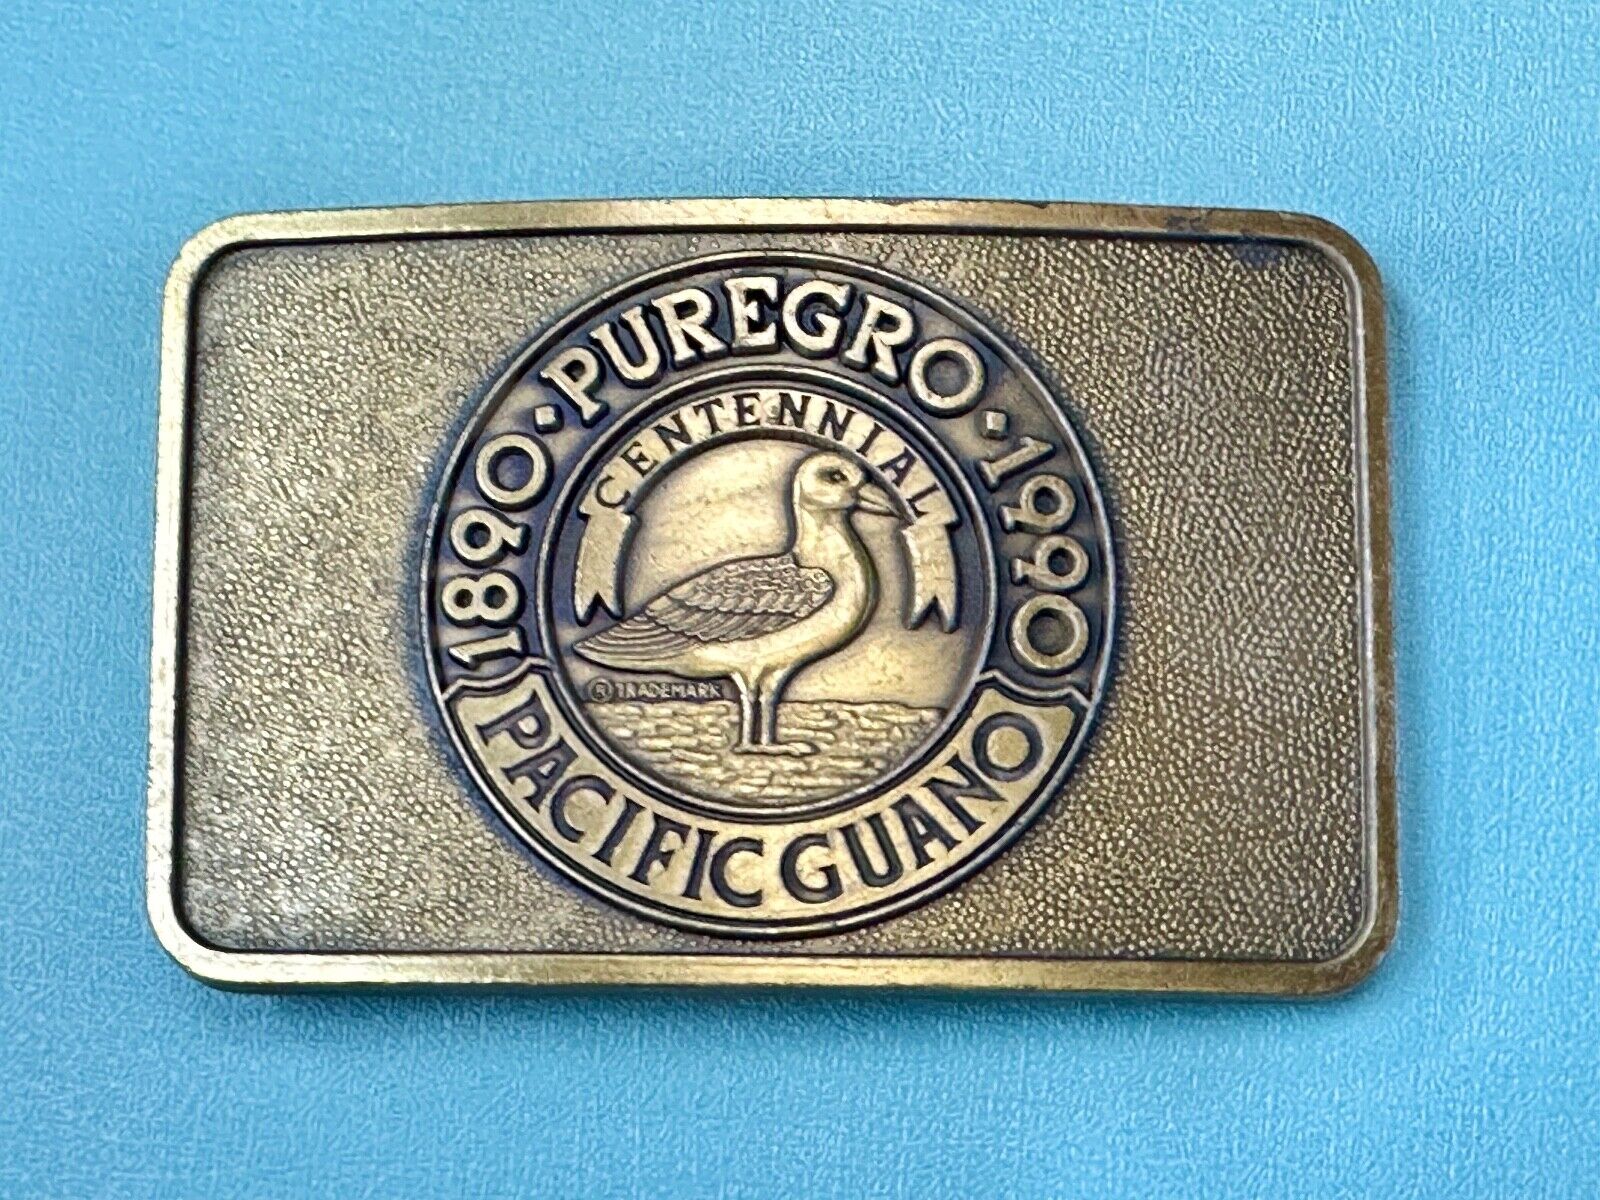 1890 · PUREGRO · 1990
CENTENNIAL
® TRADEMARK
PACIFIC GUANO